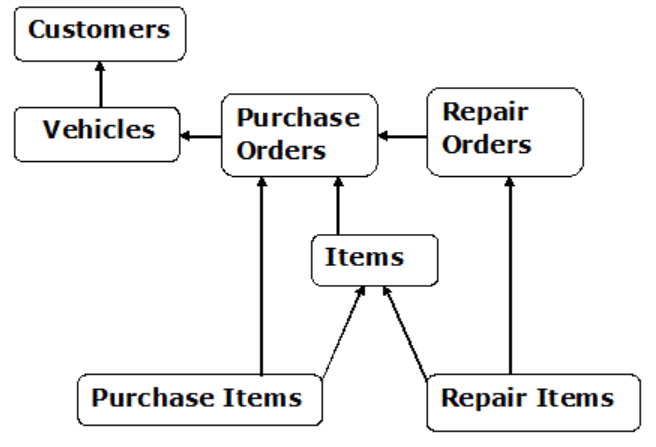 Customers
Vehicles
Purchase
Orders
Repair
Orders
Items
Purchase Items
Repair Items